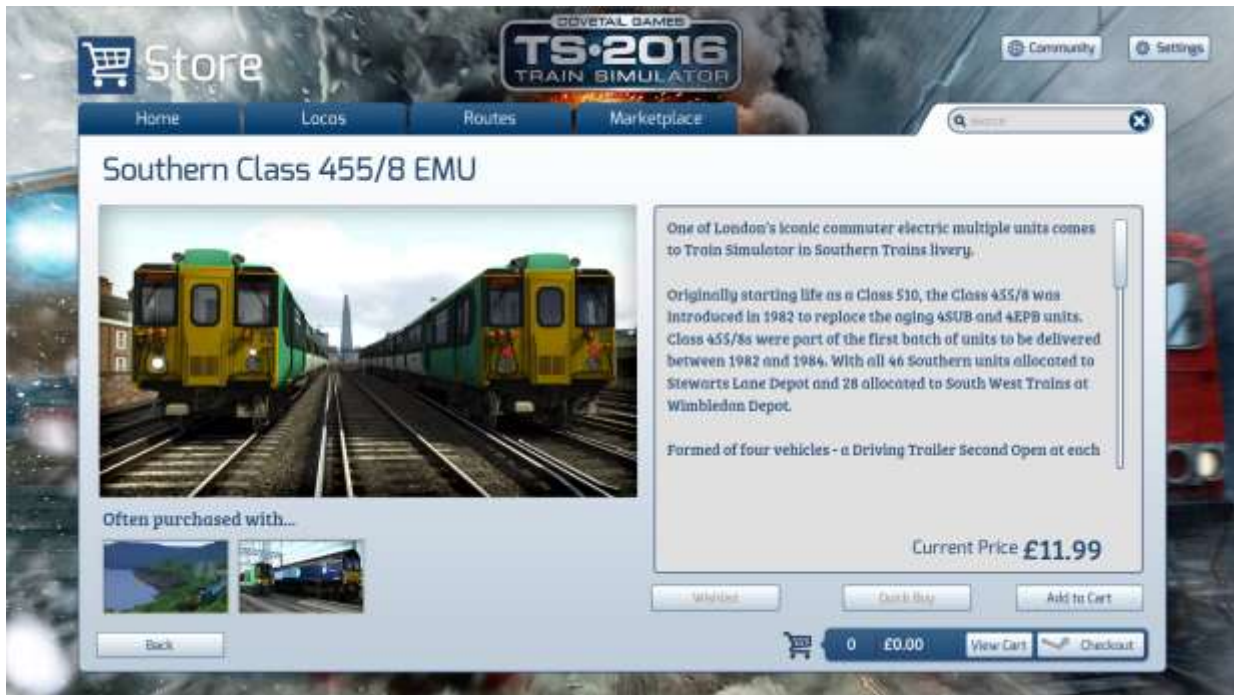 DOVETAIL GAMES
TS•2016
TRAIN SIMULATOR
Store
Community
Settings
Home
Locos
Routes
Marketplace
Southern Class 455/8 EMU
One of London's iconic commuter electric multiple units comes
to Train Simulator in Southern Trains livery.
Originally starting life as a Class 510, the Class 455/8 was
introduced in 1982 to replace the aging 4SUB and 4EPB units.
Class 455/8s were part of the first batch of units to be delivered
between 1982 and 1984. With all 46 Southern units allocated to
Stewarts Lane Depot and 28 allocated to South West Trains at
Wimbledon Depot.
Formed of four vehicles - a Driving Trailer Second Open at each
Current Price £11.99
Often purchased with...
Wishlist
Quick Buy
Add to Cart
Back
0
£0.00
View Cart
Checkout